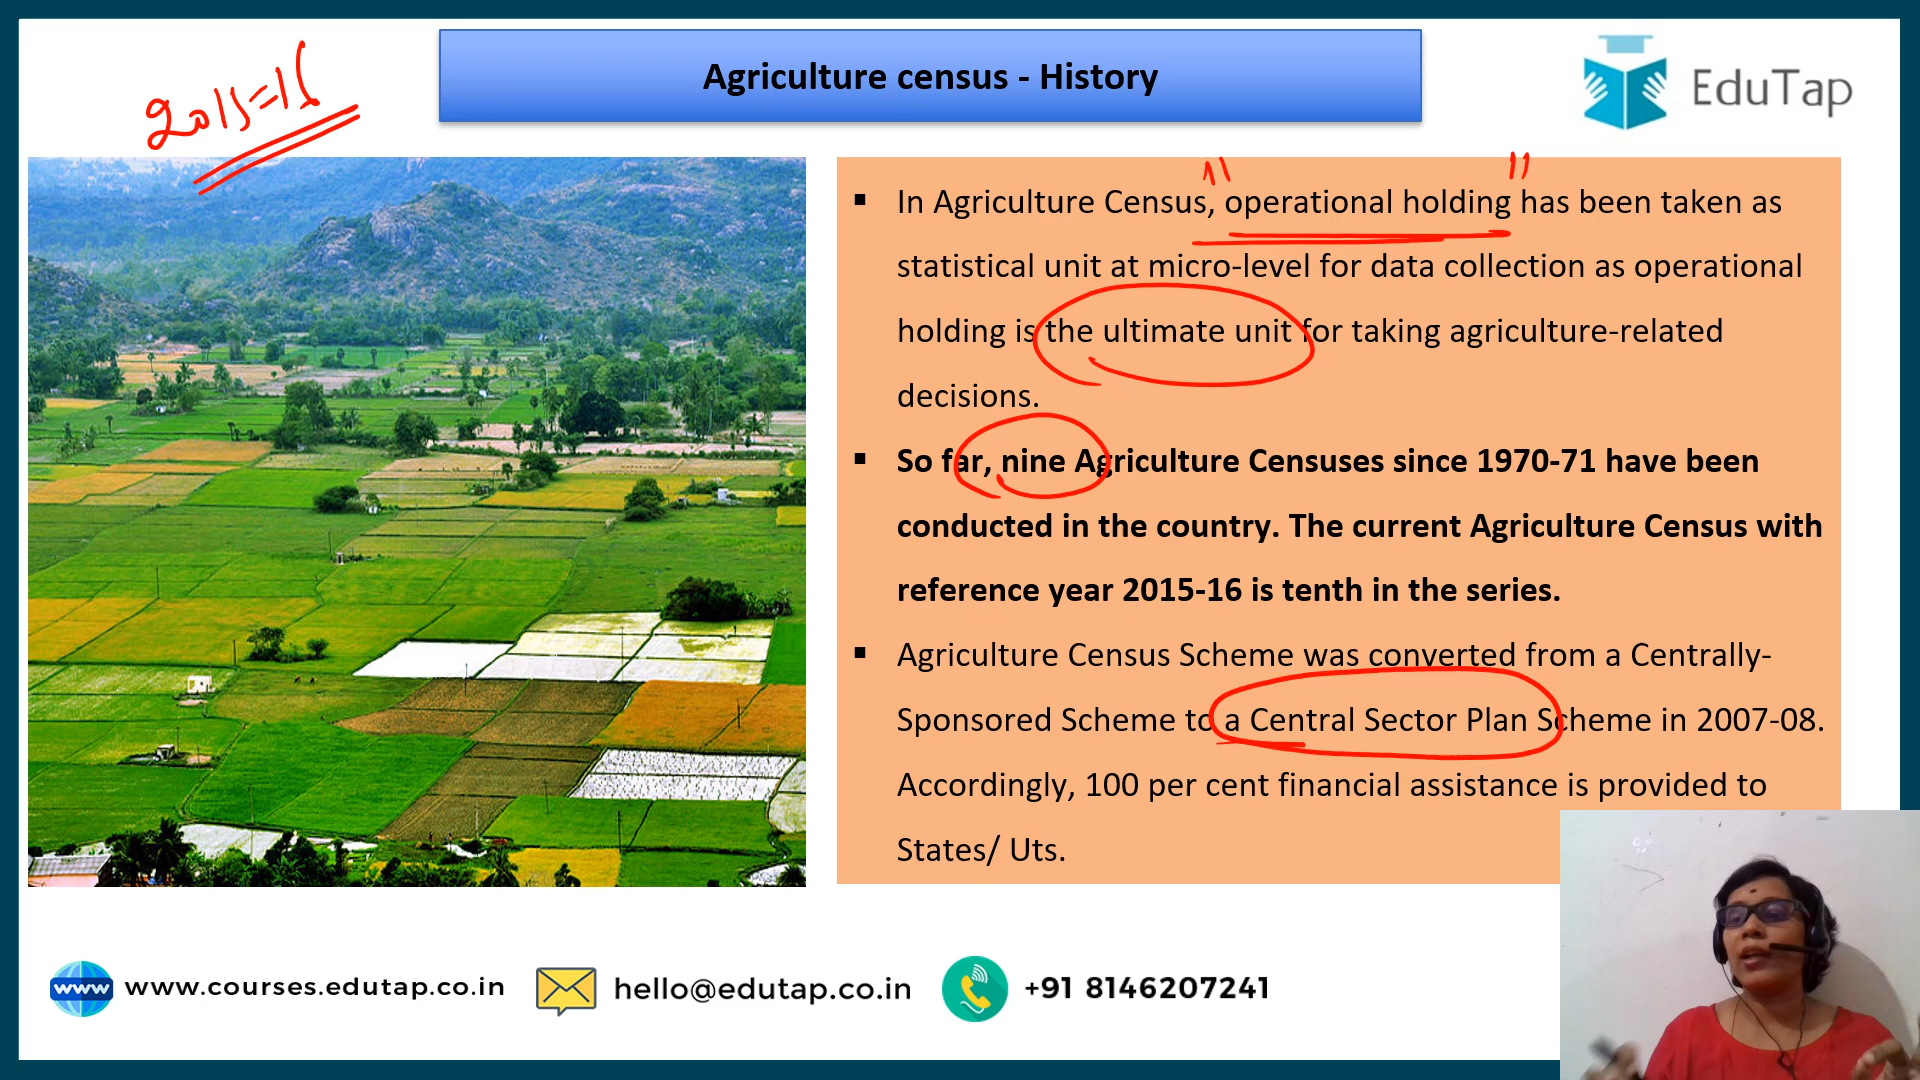 2015-16
Agriculture census - History
EduTap
" "
▪ In Agriculture Census, operational holding has been taken as
statistical unit at micro-level for data collection as operational
holding is the ultimate unit for taking agriculture-related
decisions.
▪ So far, nine Agriculture Censuses since 1970-71 have been
conducted in the country. The current Agriculture Census with
reference year 2015-16 is tenth in the series.
▪ Agriculture Census Scheme was converted from a Centrally-
Sponsored Scheme to a Central Sector Plan Scheme in 2007-08.
Accordingly, 100 per cent financial assistance is provided to
States/ Uts.
www
www.courses.edutap.co.in
hello@edutap.co.in
+91 8146207241